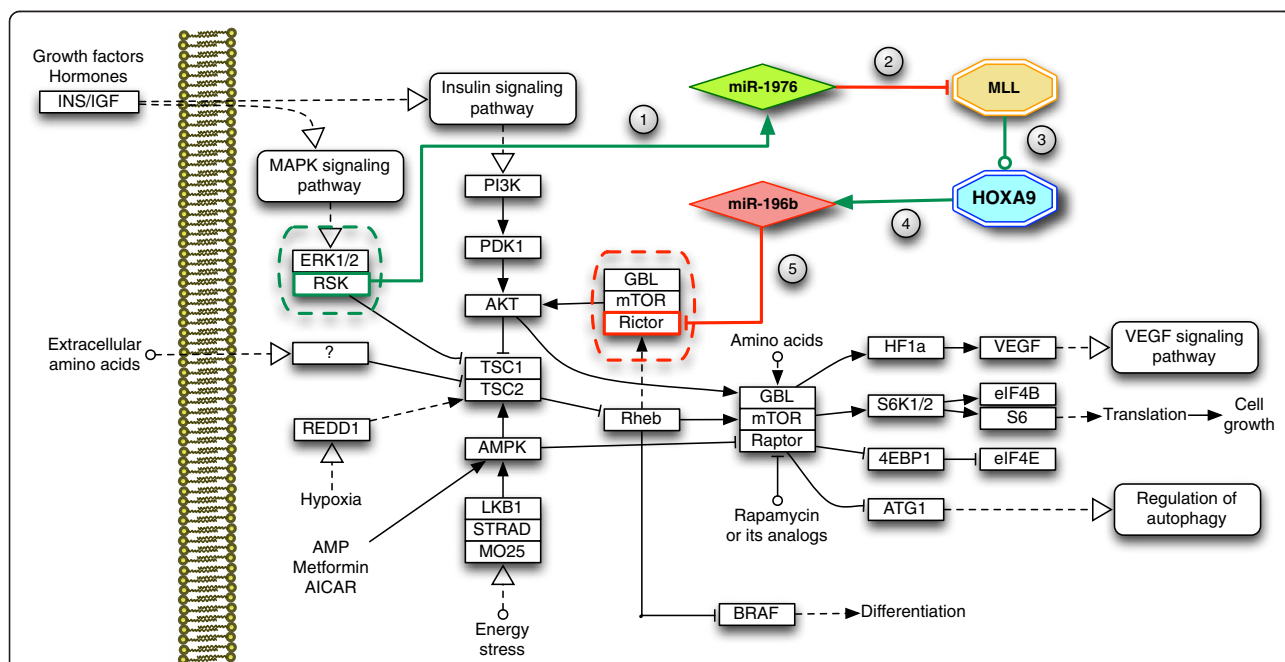 Growth factors
Hormones
INS/IGF
Insulin signaling
pathway
MAPK signaling
pathway
1
miR-1976
2
MLL
3
HOXA9
4
miR-196b
5
PI3K
PDK1
AKT
ERK1/2
RSK
GBL
mTOR
Rictor
Extracellular
amino acids
?
TSC1
TSC2
REDD1
Hypoxia
AMPK
Rheb
AMP
Metformin
AICAR
LKB1
STRAD
MO25
Energy
stress
Amino acids
GBL
mTOR
Raptor
Rapamycin
or its analogs
HF1a
VEGF
VEGF signaling
pathway
S6K1/2
eIF4B
S6
Translation
Cell
growth
4EBP1
eIF4E
ATG1
Regulation of
autophagy
BRAF
Differentiation